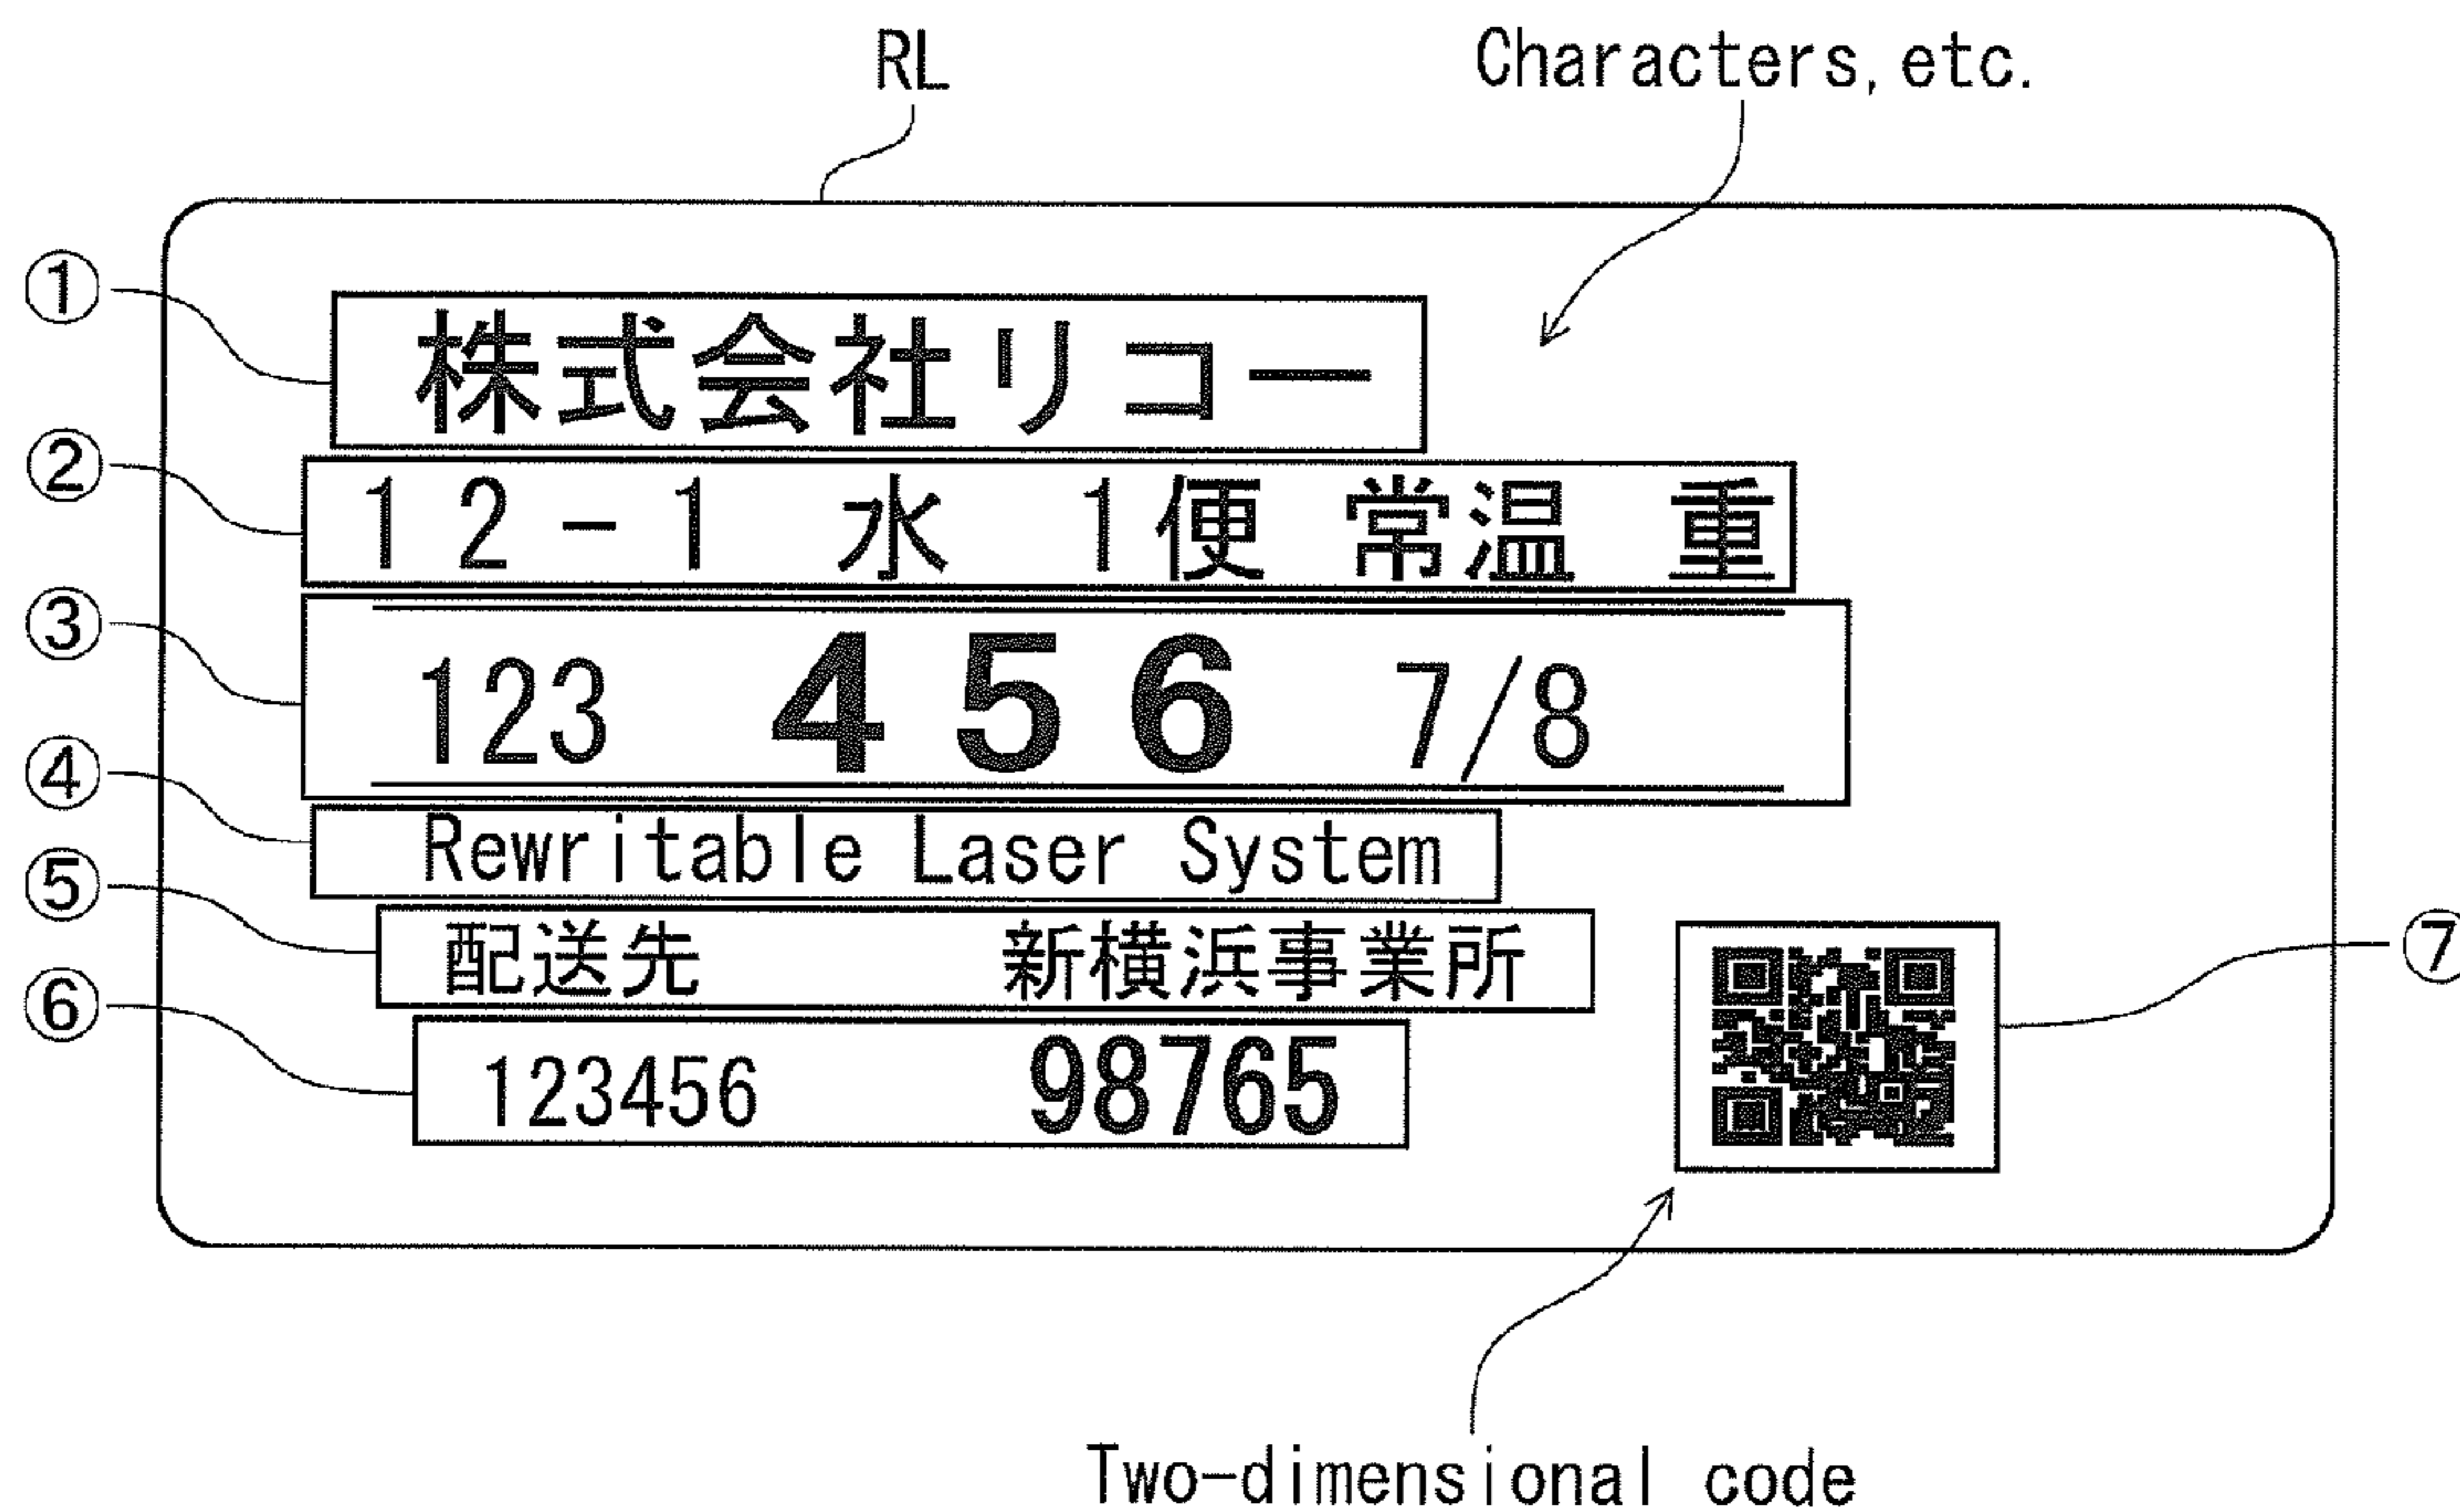 RL
Characters, etc.
① 株式会社リコー
② 12-1 水 1便 常温 重
③ 123 456 7/8
④ Rewritable Laser System
⑤ 配送先 新横浜事業所
⑥ 123456 98765
⑦
Two-dimensional code